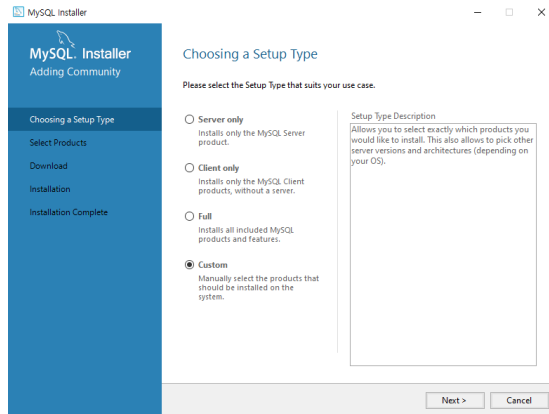 MySQL Installer
MySQL. Installer
Adding Community
Choosing a Setup Type
Select Products
Download
Installation
Installation Complete
Choosing a Setup Type
Please select the Setup Type that suits your use case.
Server only
Installs only the MySQL Server
product.
Client only
Installs only the MySQL Client
products, without a server.
Full
Installs all included MySQL
products and features.
Custom
Manually select the products that
should be installed on the
system.
Setup Type Description
Allows you to select exactly which products you
would like to install. This also allows to pick other
server versions and architectures (depending on
your OS).
Next >
Cancel